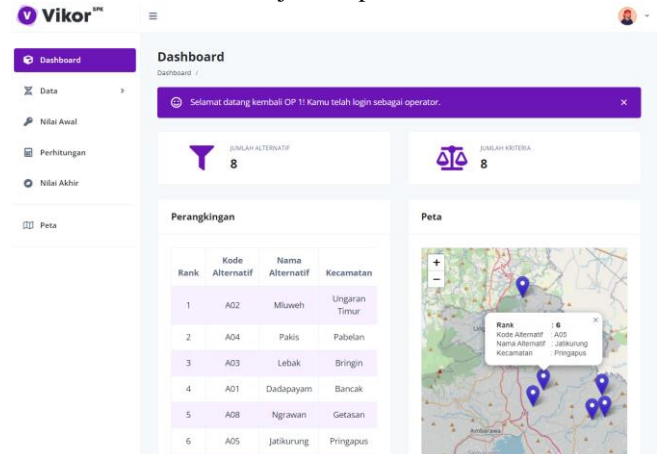 Vikor SPK
Dashboard
Data
Nilai Awal
Perhitungan
Nilai Akhir
Peta
Dashboard
Dashboard /
Selamat datang kembali OP 1! Kamu telah login sebagai operator. ×
JUMLAH ALTERNATIF
8
JUMLAH KRITERIA
8
Perangkingan
Rank Kode Alternatif Nama Alternatif Kecamatan
1 A02 Mluweh Ungaran Timur
2 A04 Pakis Pabelan
3 A03 Lebak Bringin
4 A01 Dadapayam Bancak
5 A08 Ngrawan Getasan
6 A05 Jatikurung Pringapus
Peta
+
−
Rank : 6 ×
Kode Alternatif : A05
Nama Alternatif : Jatikurung
Kecamatan : Pringapus
Ambarawa